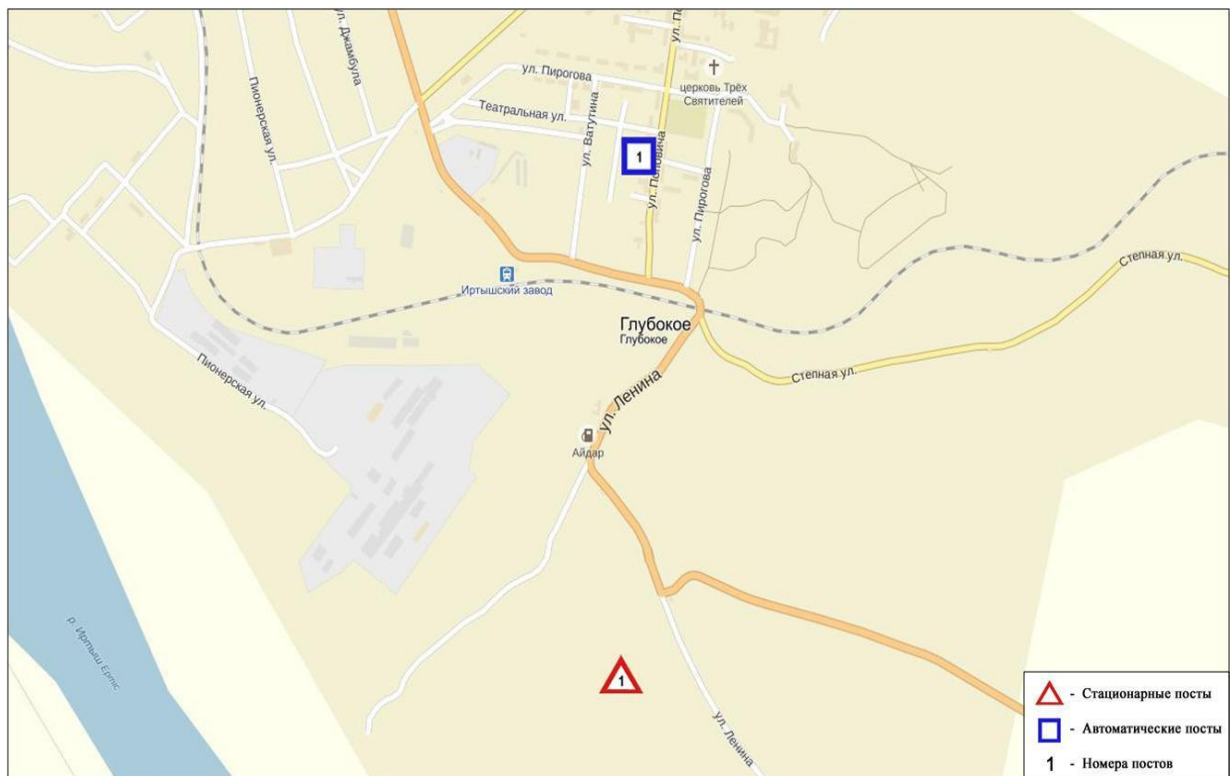 ул. По
ул. Джамбула
ул. Пирогова
церковь Трёх
Святителей
Пионерская ул.
Театральная ул.
ул. Ватутина
1
ул. Поповича
ул. Пирогова
Степная ул.
Иртышский завод
Глубокое
Глубокое
Степная ул.
Пионерская ул.
ул. Ленина
Айдар
р. Иртыш Ертіс
1
ул. Ленина
- Стационарные посты
- Автоматические посты
1 - Номера постов